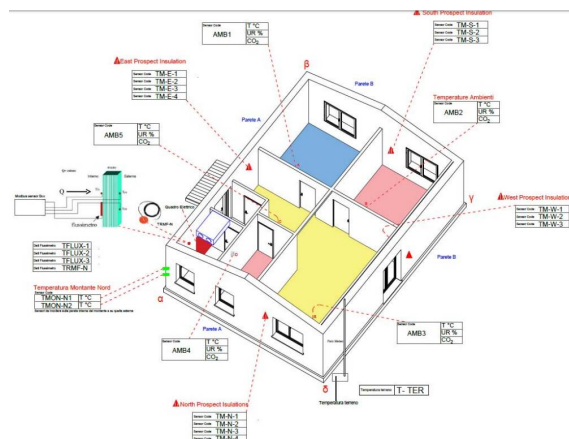 South Prospect Insulation
Sensor Code TM-S-1
Sensor Code TM-S-2
Sensor Code TM-S-3
Sensor Code
AMB1
T °C
UR %
CO2
East Prospect Insulation
Sensor Code TM-E-1
Sensor Code TM-E-2
Sensor Code TM-E-3
Sensor Code TM-E-4
β
Parete B
Parete A
Temperature Ambienti
Sensor Code
AMB2
T °C
UR %
CO2
Sensor Code
AMB5
T °C
UR %
CO2
Q
Quadro Elettrico
TRMF-N
γ
West Prospect Insulation
Sensor Code TM-W-1
Sensor Code TM-W-2
Sensor Code TM-W-3
TFLUX-1
TFLUX-2
TFLUX-3
TRMF-N
Parete B
Temperatura Montante Nord
TMON-N1 T °C
TMON-N2 T °C
α
Parete A
Sensor Code
AMB4
T °C
UR %
CO2
Sensor Code
AMB3
T °C
UR %
CO2
δ
Temperatura terreno
Temperatura terreno T- TER
North Prospect Isulations
Sensor Code TM-N-1
Sensor Code TM-N-2
Sensor Code TM-N-3
Sensor Code TM-N-4